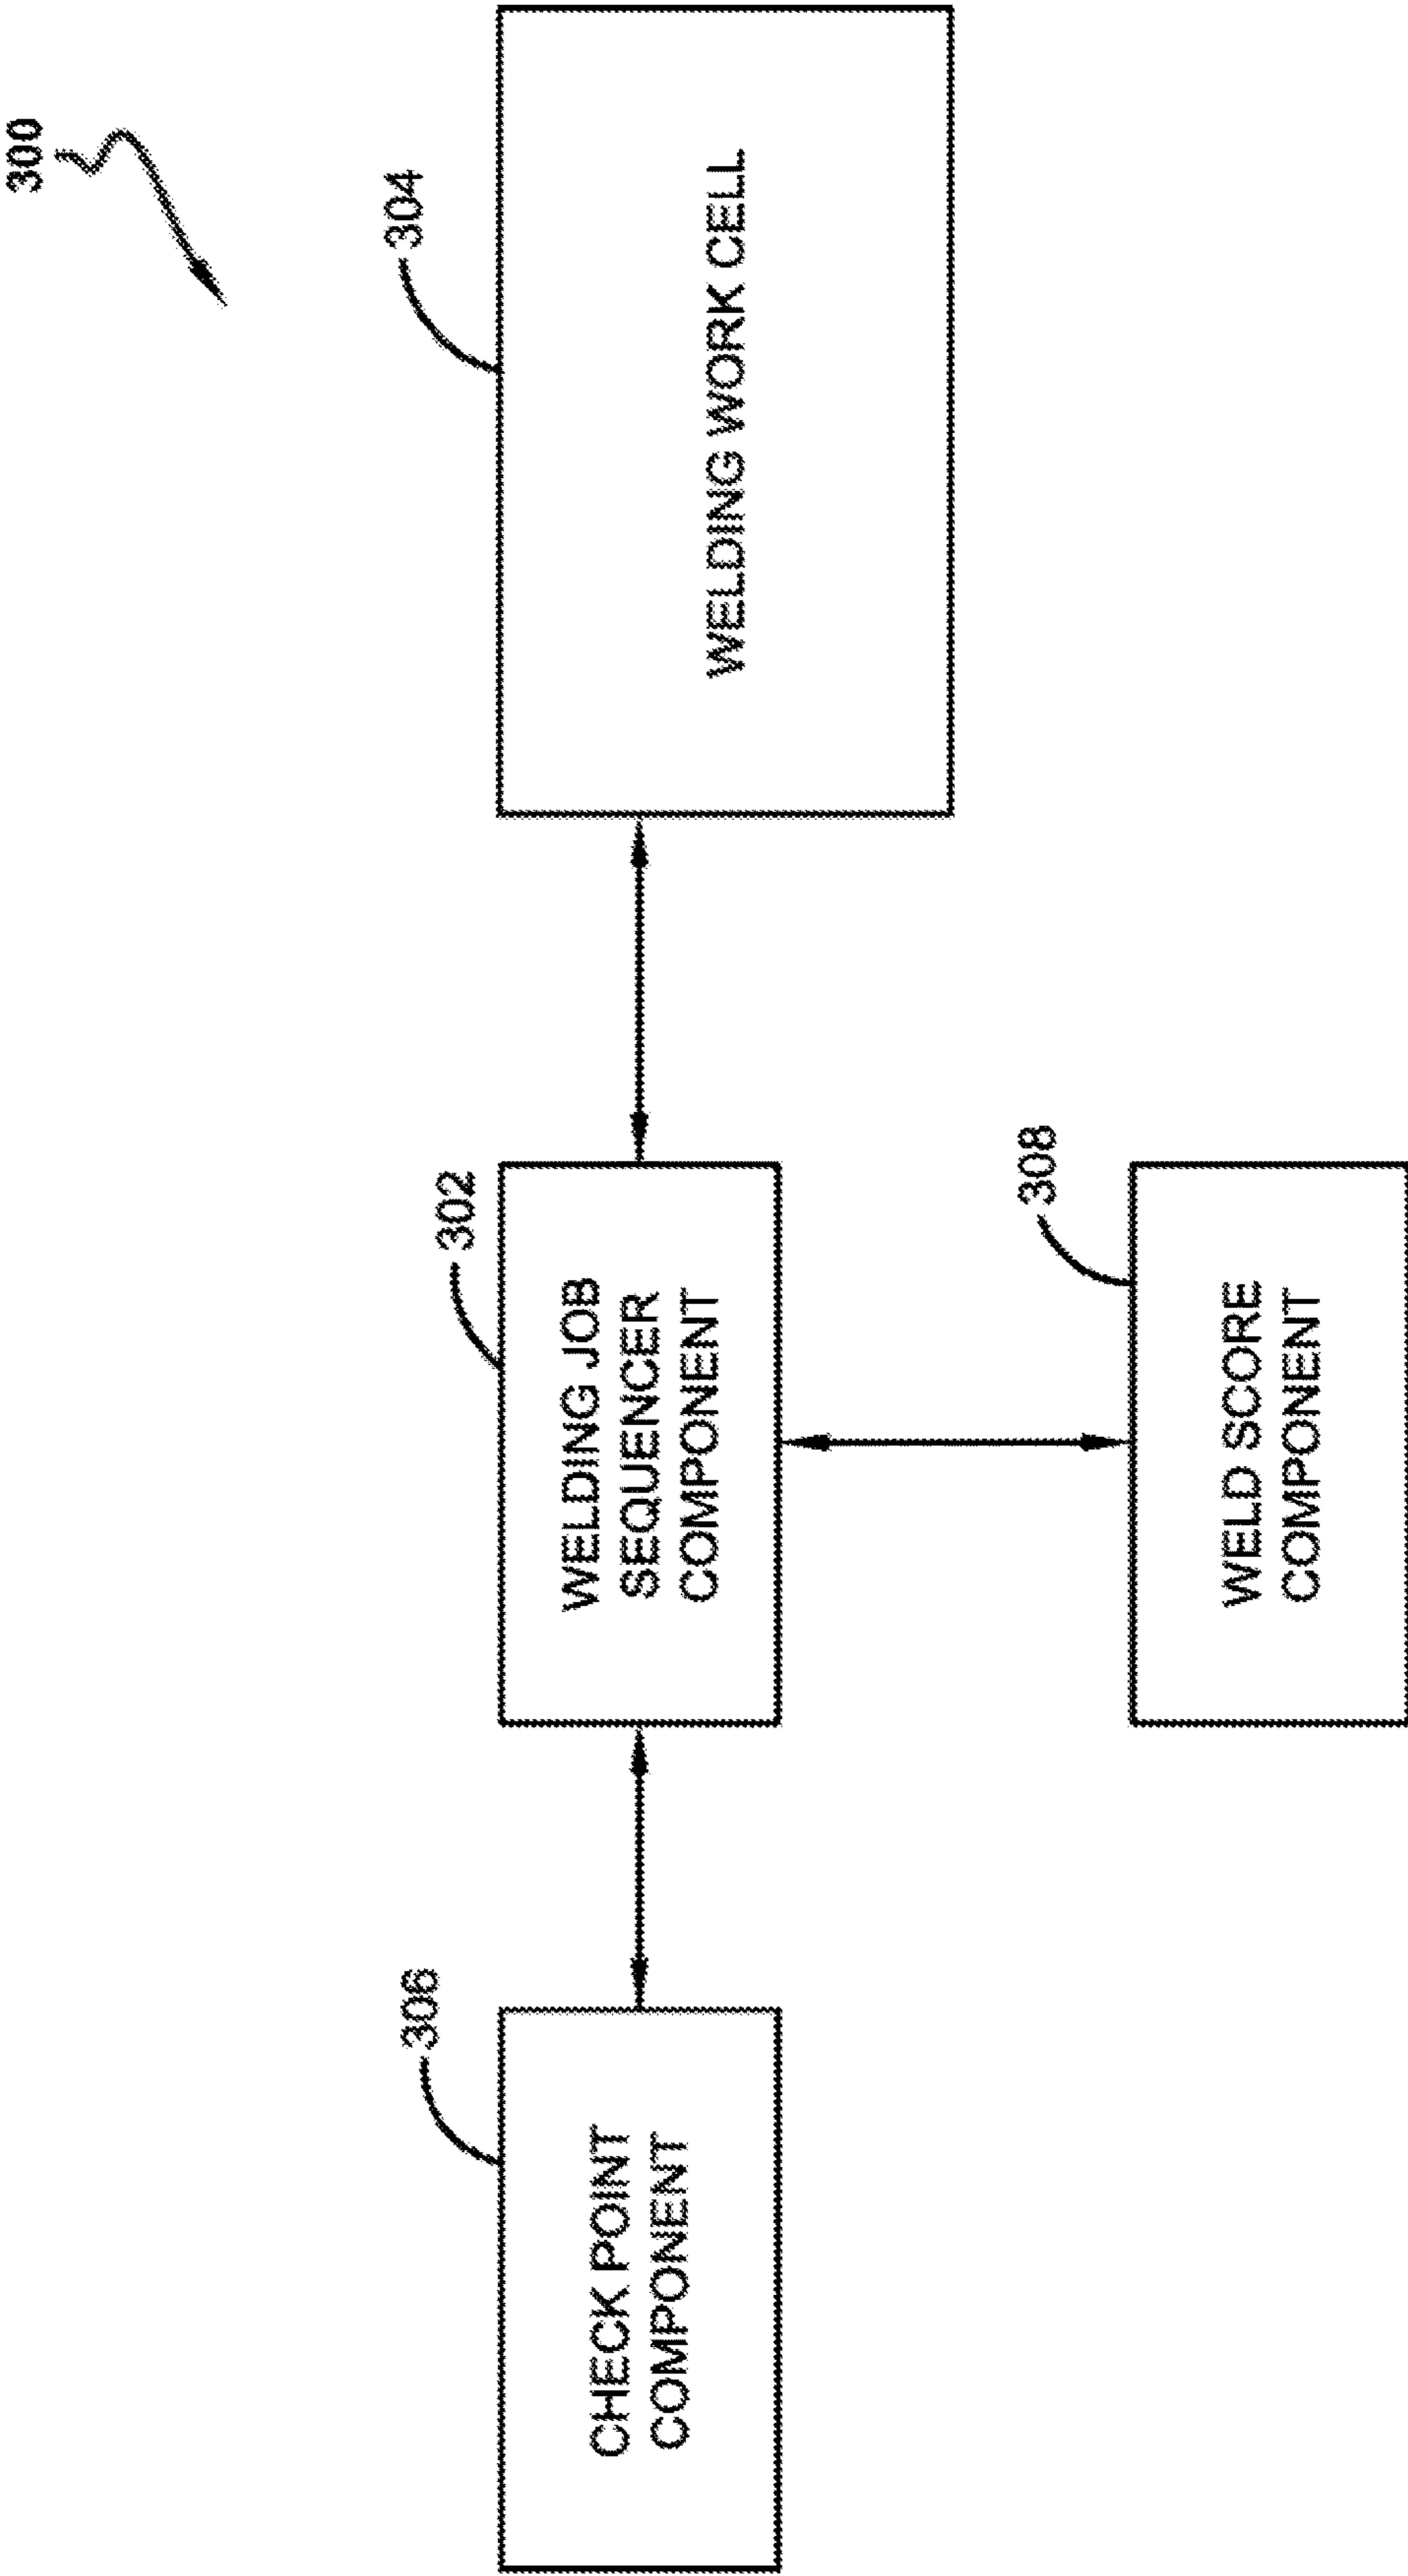 300
306
CHECK POINT
COMPONENT
302
WELDING JOB
SEQUENCER
COMPONENT
304
WELDING WORK CELL
308
WELD SCORE
COMPONENT